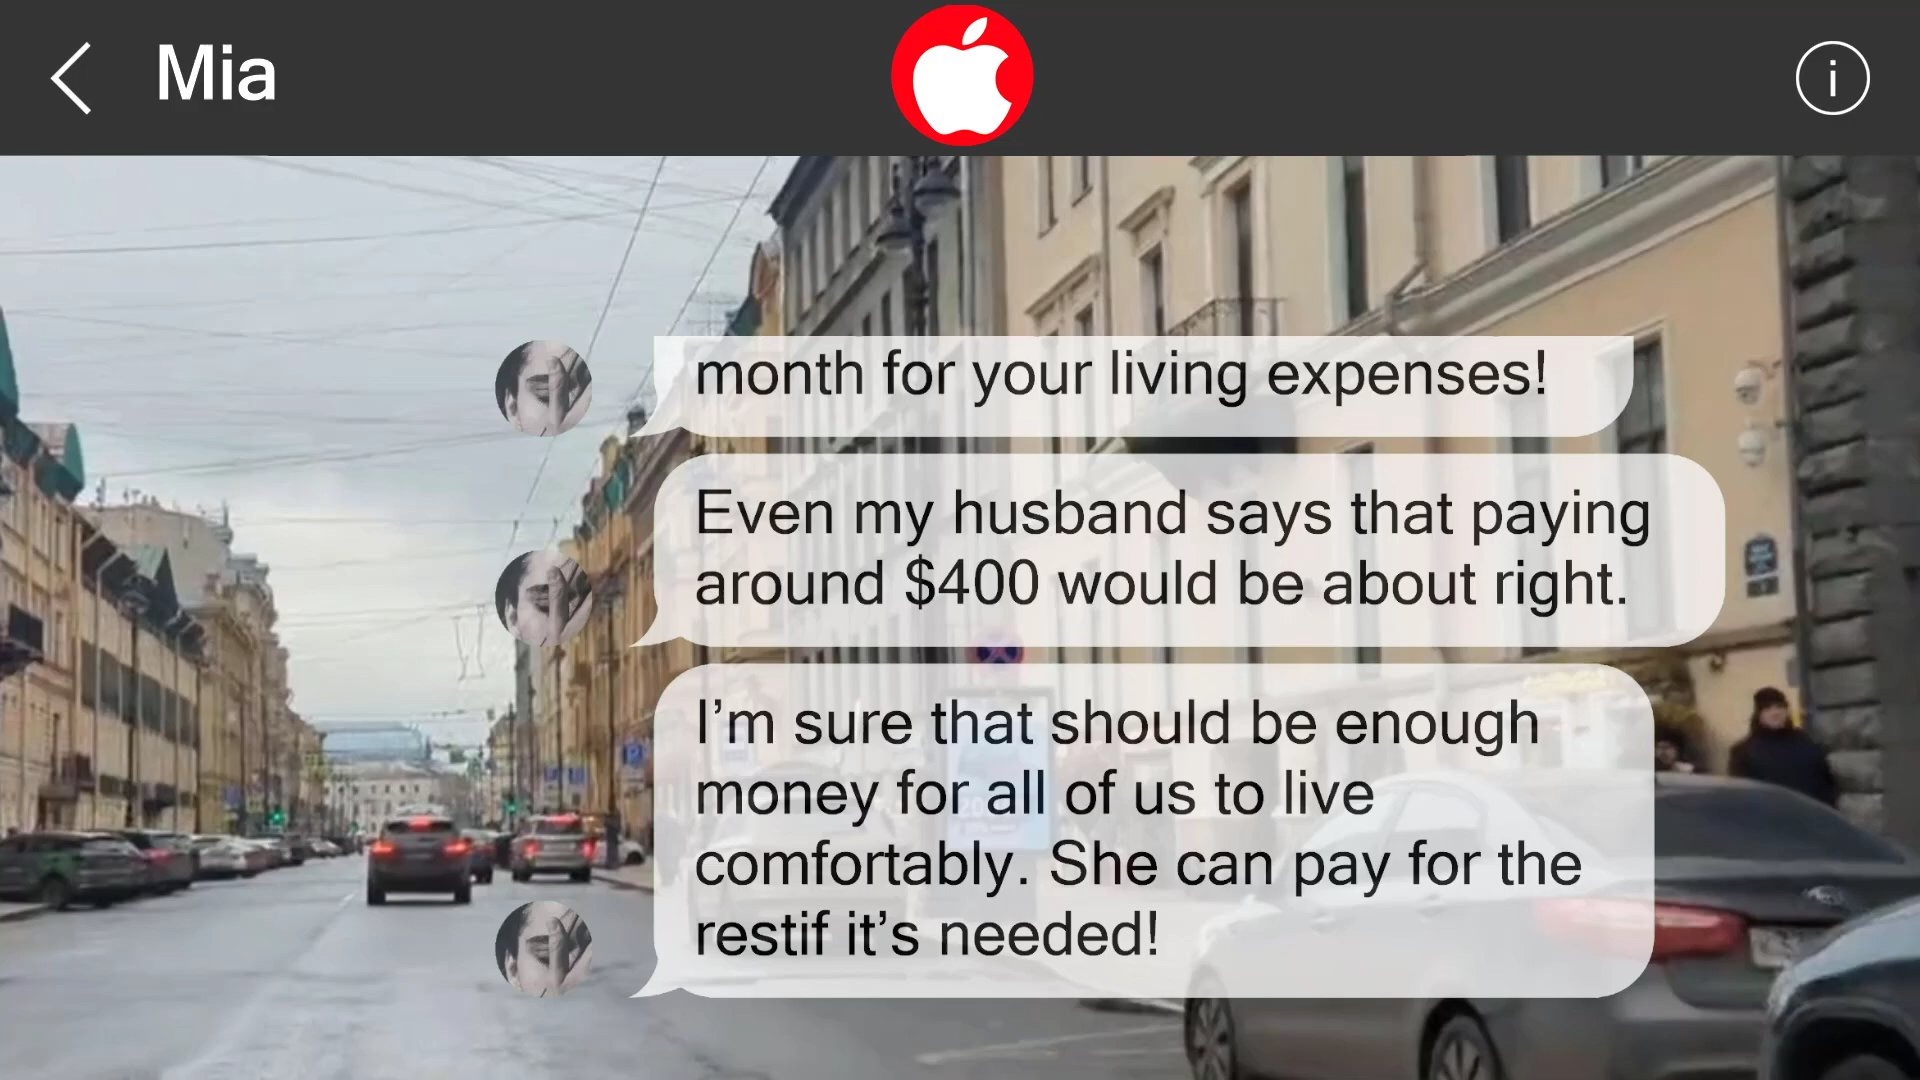 Mia
month for your living expenses!
Even my husband says that paying
around $400 would be about right.
I’m sure that should be enough
money for all of us to live
comfortably. She can pay for the
restif it’s needed!